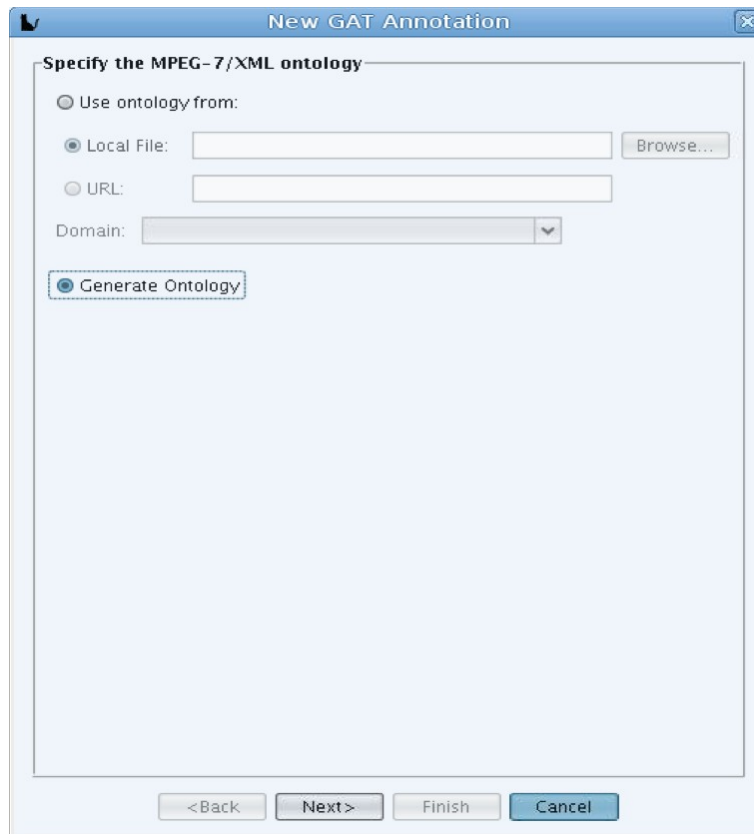 New GAT Annotation
Specify the MPEG-7/XML ontology
Use ontology from:
Local File: Browse...
URL:
Domain:
Generate Ontology
<Back Next> Finish Cancel